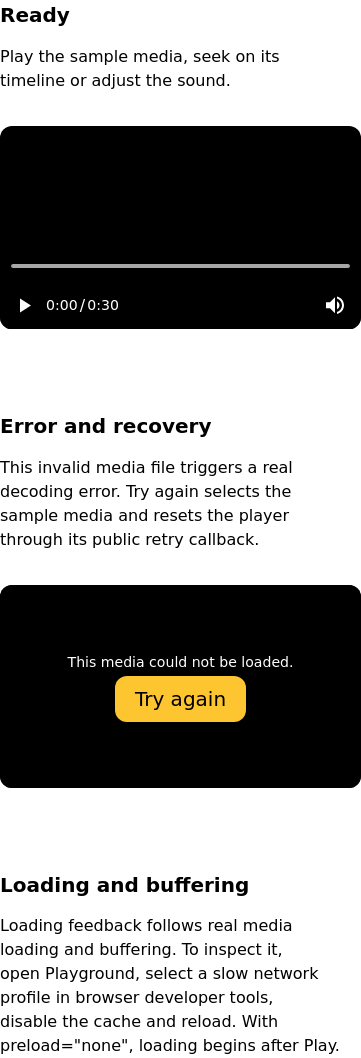 Ready
Play the sample media, seek on its
timeline or adjust the sound.
0:00/0:30
Error and recovery
This invalid media file triggers a real
decoding error. Try again selects the
sample media and resets the player
through its public retry callback.
This media could not be loaded.
Try again
Loading and buffering
Loading feedback follows real media
loading and buffering. To inspect it,
open Playground, select a slow network
profile in browser developer tools,
disable the cache and reload. With
preload="none", loading begins after Play.